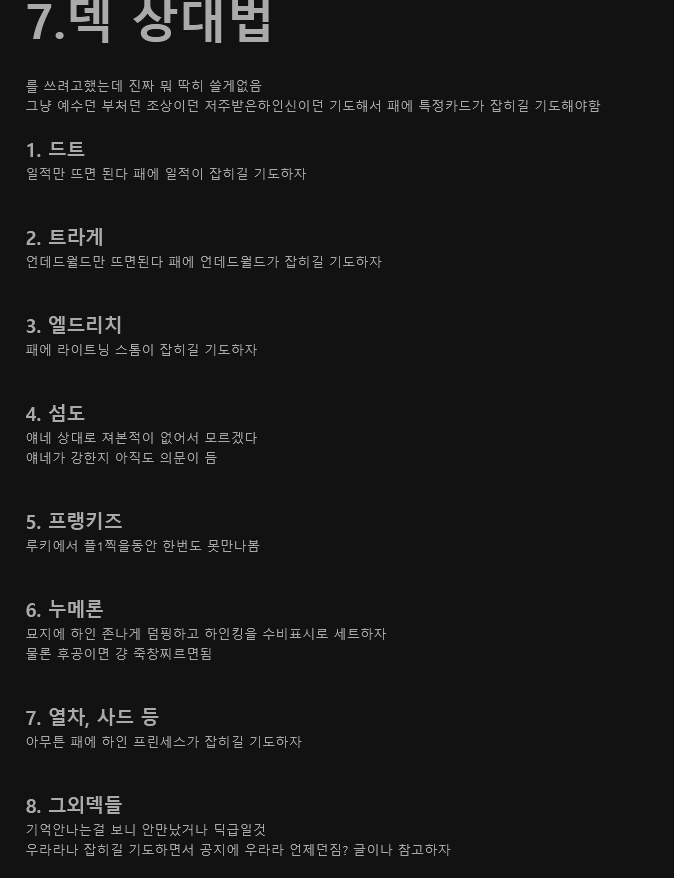 7.덱 상대법
를 쓰려고했는데 진짜 뭐 딱히 쓸게없음
그냥 예수던 부처던 조상이던 저주받은하인신이던 기도해서 패에 특정카드가 잡히길 기도해야함
1. 드트
일적만 뜨면 된다 패에 일적이 잡히길 기도하자
2. 트라게
언데드월드만 뜨면된다 패에 언데드월드가 잡히길 기도하자
3. 엘드리치
패에 라이트닝 스톰이 잡히길 기도하자
4. 섬도
얘네 상대로 져본적이 없어서 모르겠다
얘네가 강한지 아직도 의문이 듬
5. 프랭키즈
루키에서 플1찍을동안 한번도 못만나봄
6. 누메론
묘지에 하인 존나게 덤핑하고 하인킹을 수비표시로 세트하자
물론 후공이면 걍 죽창찌르면됨
7. 열차, 사드 등
아무튼 패에 하인 프린세스가 잡히길 기도하자
8. 그외덱들
기억안나는걸 보니 안만났거나 딕급일것
우라라나 잡히길 기도하면서 공지에 우라라 언제던짐? 글이나 참고하자